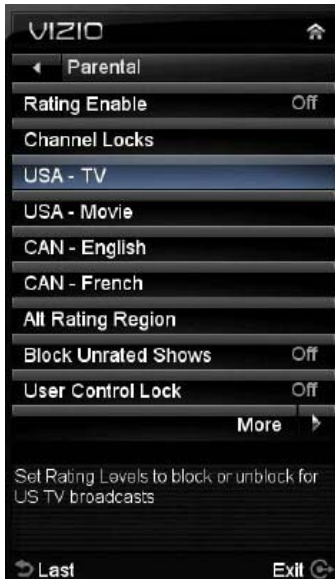 VIZIO
Parental
Rating Enable Off
Channel Locks
USA - TV
USA - Movie
CAN - English
CAN - French
Alt Rating Region
Block Unrated Shows Off
User Control Lock Off
More
Set Rating Levels to block or unblock for
US TV broadcasts
Last Exit